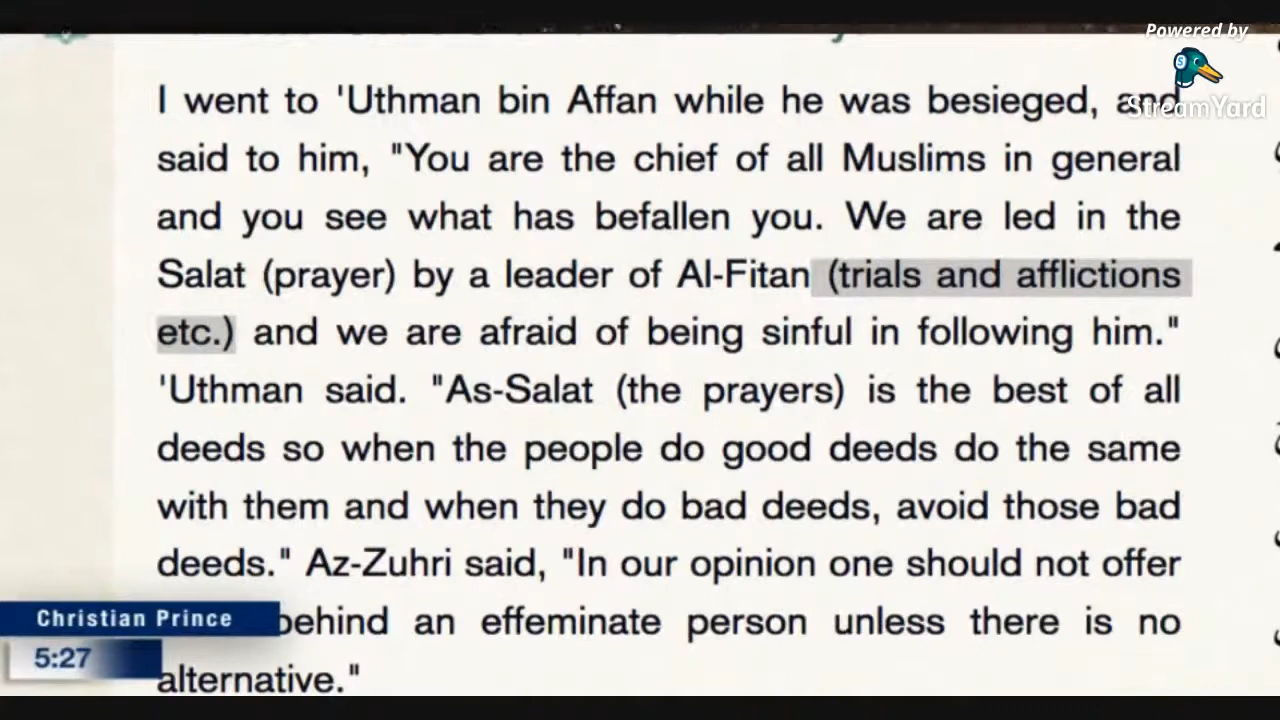 Powered by
StreamYard
I went to 'Uthman bin Affan while he was besieged, and
said to him, "You are the chief of all Muslims in general
and you see what has befallen you. We are led in the
Salat (prayer) by a leader of Al-Fitan (trials and afflictions
etc.) and we are afraid of being sinful in following him."
'Uthman said. "As-Salat (the prayers) is the best of all
deeds so when the people do good deeds do the same
with them and when they do bad deeds, avoid those bad
deeds." Az-Zuhri said, "In our opinion one should not offer
behind an effeminate person unless there is no
alternative."
Christian Prince
5:27